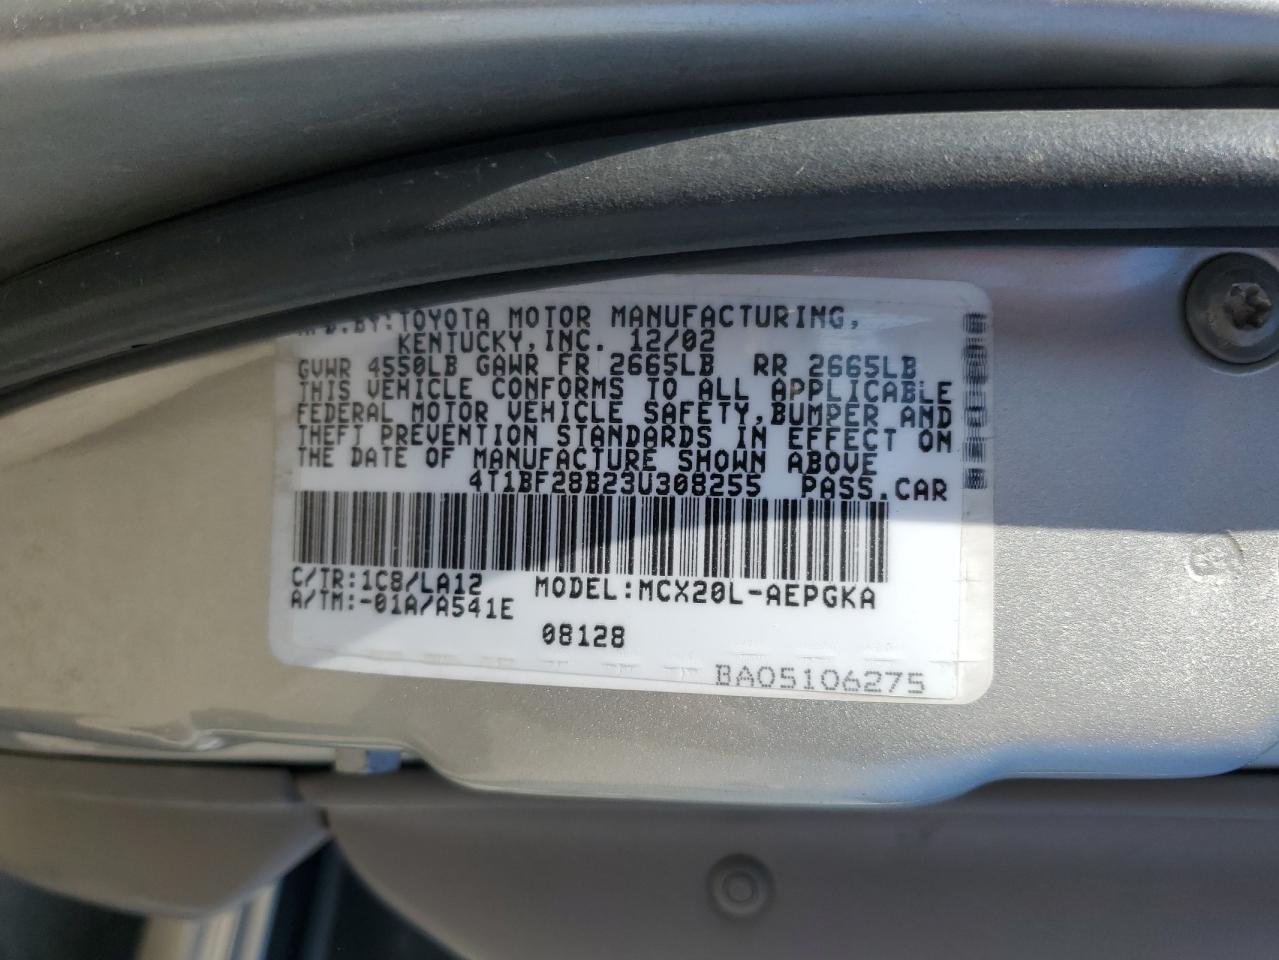 MFD.BY:TOYOTA MOTOR MANUFACTURING,
KENTUCKY,INC. 12/02
GVWR 4550LB GAWR FR 2665LB RR 2665LB
THIS VEHICLE CONFORMS TO ALL APPLICABLE
FEDERAL MOTOR VEHICLE SAFETY,BUMPER AND
THEFT PREVENTION STANDARDS IN EFFECT ON
THE DATE OF MANUFACTURE SHOWN ABOVE
4T1BF28B23U308255 PASS.CAR
C/TR:1C8/LA12 MODEL:MCX20L-AEPGKA
A/TM:-01A/A541E
08128
BA05106275